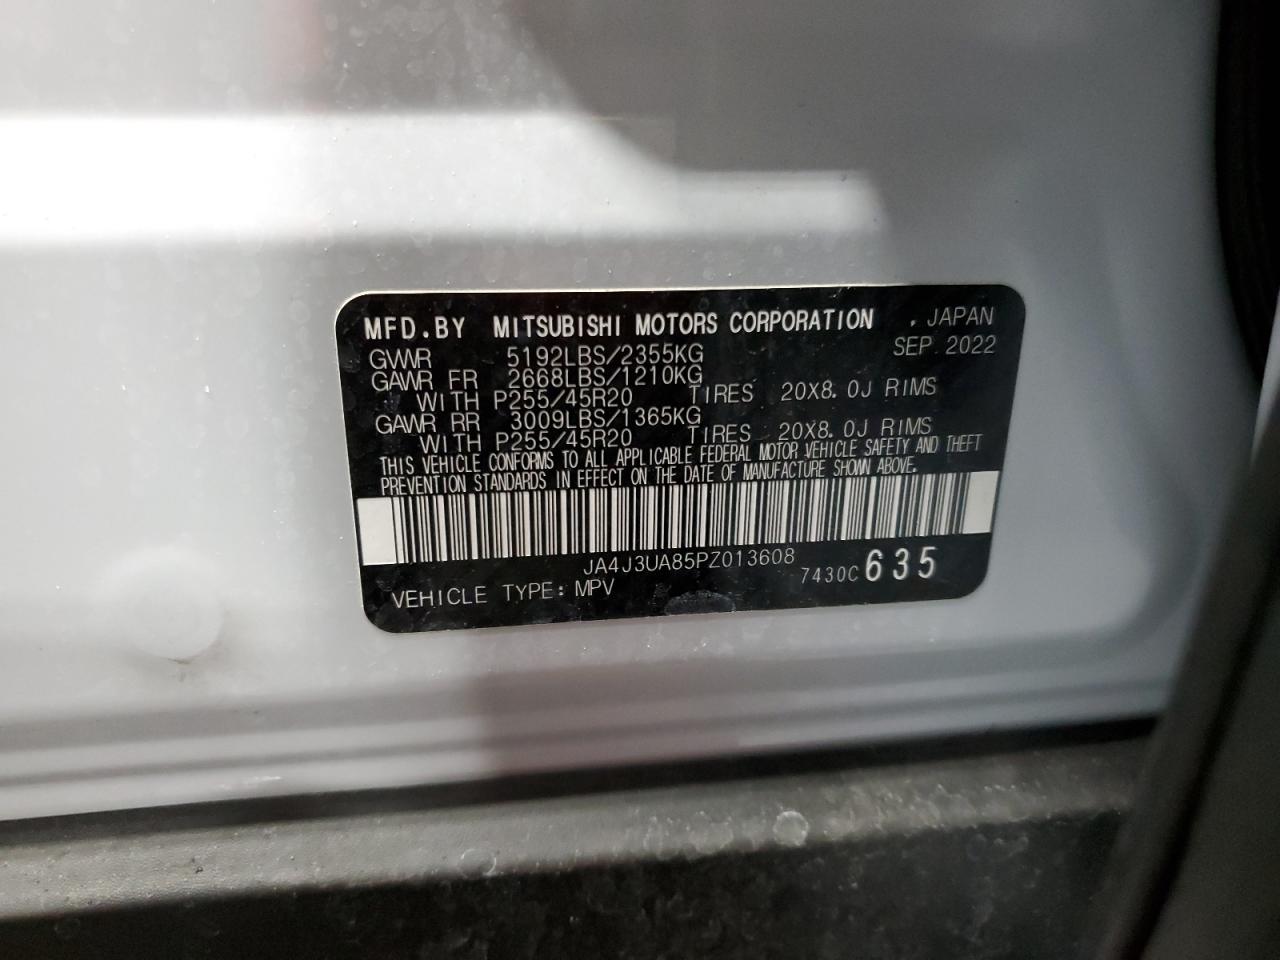 MFD.BY MITSUBISHI MOTORS CORPORATION , JAPAN
SEP 2022
GVWR 5192LBS/2355KG
GAWR FR 2668LBS/1210KG
WITH P255/45R20 TIRES 20X8.0J RIMS
GAWR RR 3009LBS/1365KG
WITH P255/45R20 TIRES 20X8.0J RIMS
THIS VEHICLE CONFORMS TO ALL APPLICABLE FEDERAL MOTOR VEHICLE SAFETY AND THEFT
PREVENTION STANDARDS IN EFFECT ON THE DATE OF MANUFACTURE SHOWN ABOVE.
JA4J3UA85PZ013608
VEHICLE TYPE: MPV 7430C 635